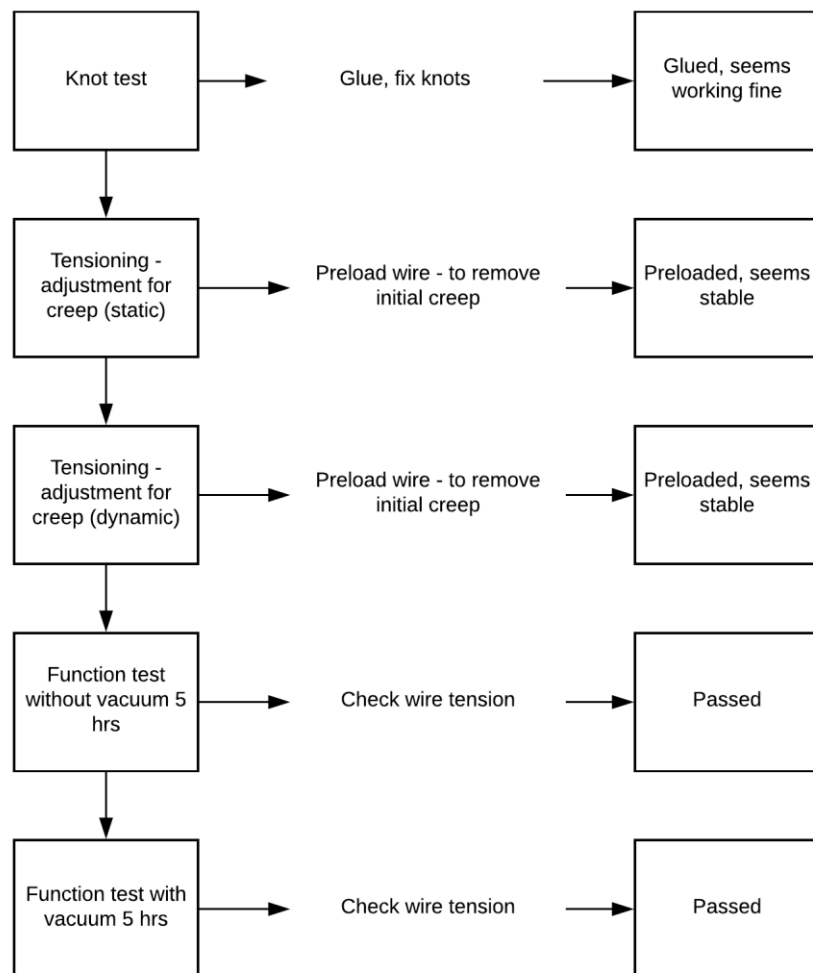 Knot test
Glue, fix knots
Glued, seems
working fine
Tensioning -
adjustment for
creep (static)
Preload wire - to remove
initial creep
Preloaded, seems
stable
Tensioning -
adjustment for
creep (dynamic)
Preload wire - to remove
initial creep
Preloaded, seems
stable
Function test
without vacuum 5
hrs
Check wire tension
Passed
Function test with
vacuum 5 hrs
Check wire tension
Passed